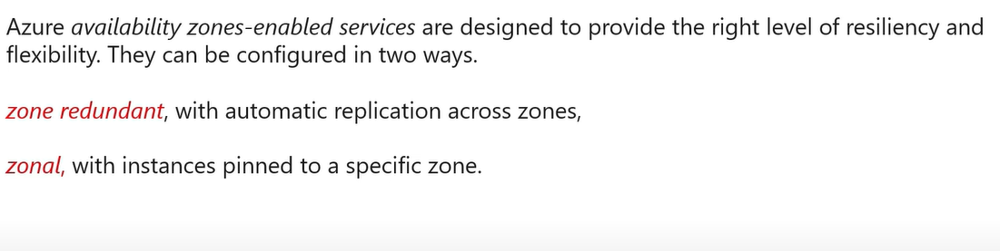 Azure availability zones-enabled services are designed to provide the right level of resiliency and
flexibility. They can be configured in two ways.
zone redundant, with automatic replication across zones,
zonal, with instances pinned to a specific zone.